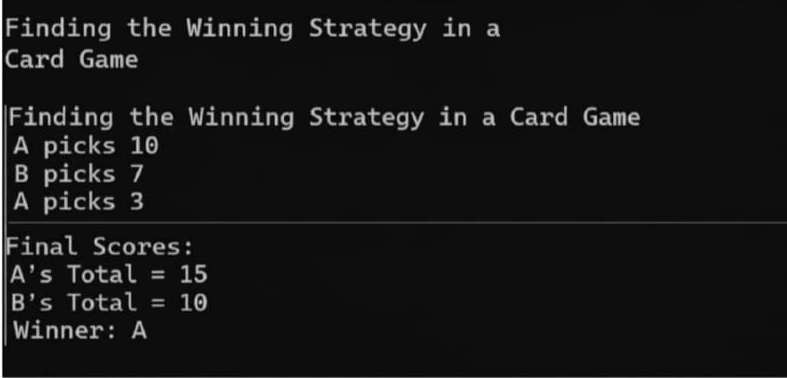 Finding the Winning Strategy in a
Card Game
Finding the Winning Strategy in a Card Game
A picks 10
B picks 7
A picks 3
Final Scores:
A's Total = 15
B's Total = 10
Winner: A